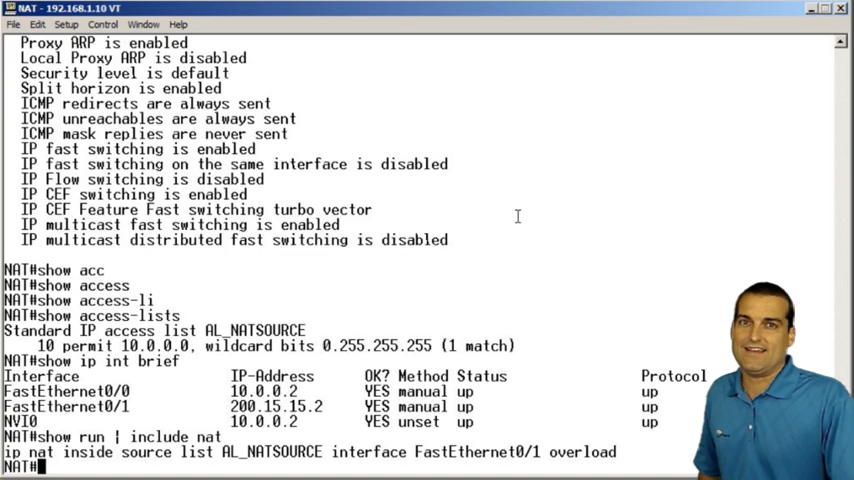 NAT - 192.168.1.10 VT
File Edit Setup Control Window Help
Proxy ARP is enabled
Local Proxy ARP is disabled
Security level is default
Split horizon is enabled
ICMP redirects are always sent
ICMP unreachables are always sent
ICMP mask replies are never sent
IP fast switching is enabled
IP fast switching on the same interface is disabled
IP Flow switching is disabled
IP CEF switching is enabled
IP CEF Feature Fast switching turbo vector
IP multicast fast switching is enabled
IP multicast distributed fast switching is disabled
NAT#show acc
NAT#show access
NAT#show access-li
NAT#show access-lists
Standard IP access list AL_NATSOURCE
10 permit 10.0.0.0, wildcard bits 0.255.255.255 (1 match)
NAT#show ip int brief
Interface IP-Address OK? Method Status Protocol
FastEthernet0/0 10.0.0.2 YES manual up up
FastEthernet0/1 200.15.15.2 YES manual up up
NVI0 10.0.0.2 YES unset up up
NAT#show run | include nat
ip nat inside source list AL_NATSOURCE interface FastEthernet0/1 overload
NAT#